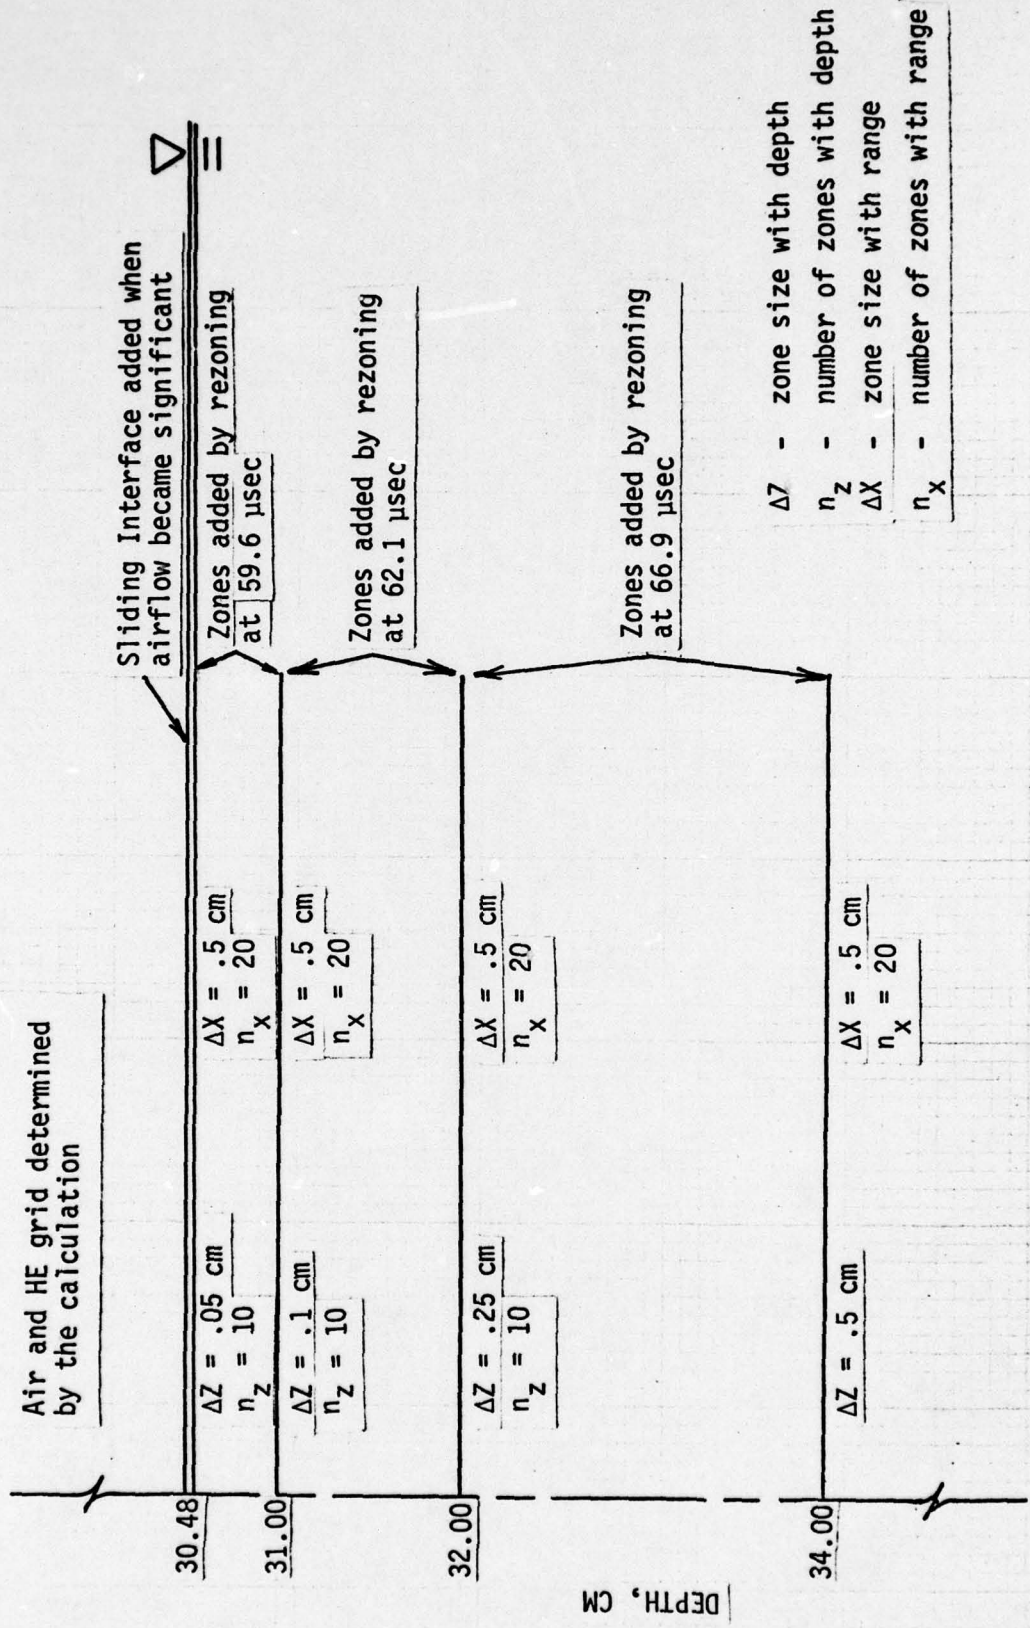 Air and HE grid determined
by the calculation
Sliding Interface added when
airflow became significant
30.48
ΔZ = .05 cm
n_z = 10
ΔX = .5 cm
n_x = 20
Zones added by rezoning
at 59.6 μsec
31.00
ΔZ = .1 cm
n_z = 10
ΔX = .5 cm
n_x = 20
Zones added by rezoning
at 62.1 μsec
32.00
ΔZ = .25 cm
n_z = 10
ΔX = .5 cm
n_x = 20
Zones added by rezoning
at 66.9 μsec
34.00
ΔZ = .5 cm
ΔX = .5 cm
n_x = 20
DEPTH, CM
ΔZ - zone size with depth
n_z - number of zones with depth
ΔX - zone size with range
n_x - number of zones with range